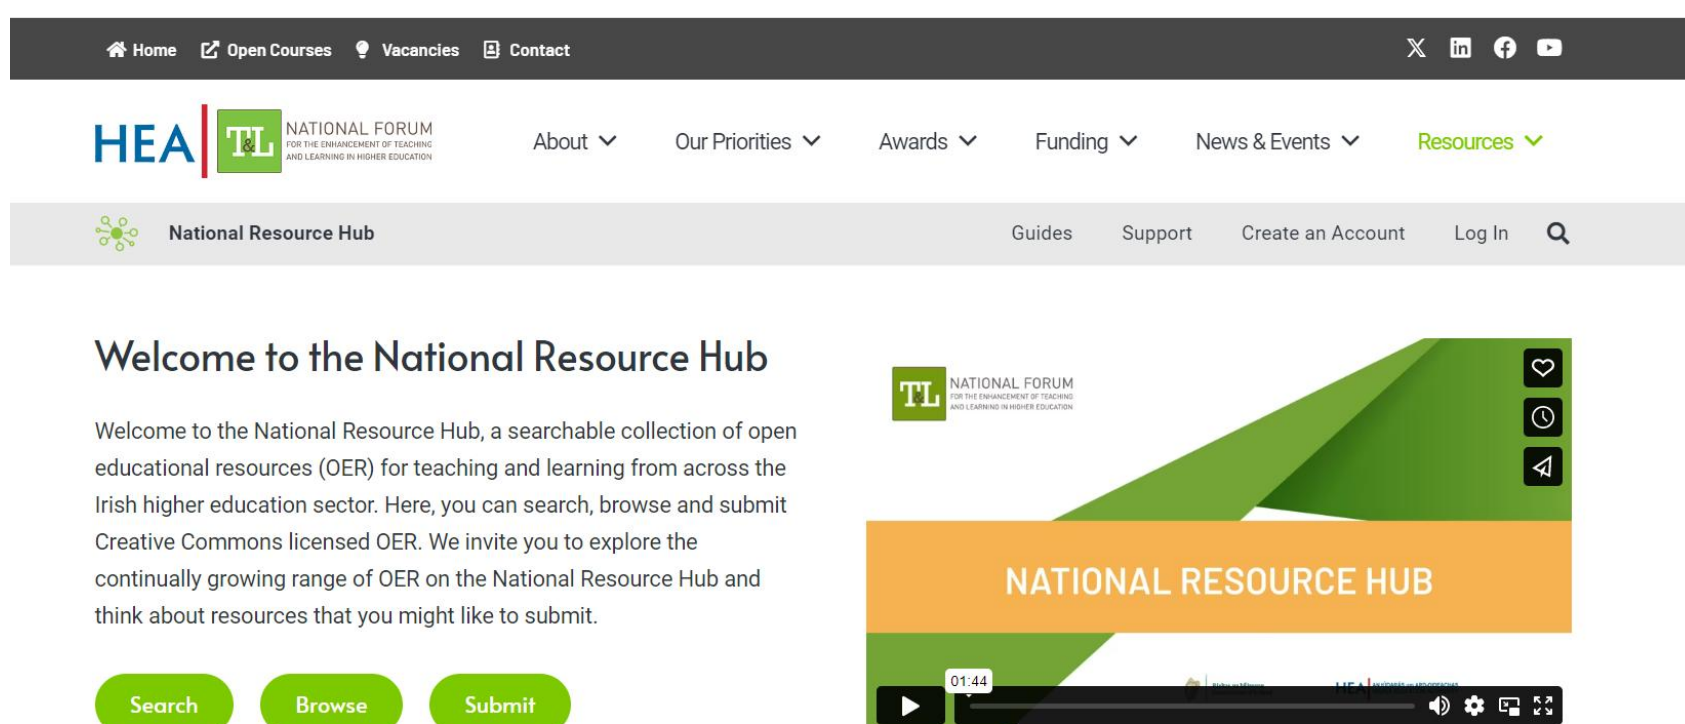 Home Open Courses Vacancies Contact
HEA
T&L
NATIONAL FORUM
FOR THE ENHANCEMENT OF TEACHING
AND LEARNING IN HIGHER EDUCATION
About Our Priorities Awards Funding News & Events Resources
National Resource Hub
Guides Support Create an Account Log In
Welcome to the National Resource Hub
Welcome to the National Resource Hub, a searchable collection of open
educational resources (OER) for teaching and learning from across the
Irish higher education sector. Here, you can search, browse and submit
Creative Commons licensed OER. We invite you to explore the
continually growing range of OER on the National Resource Hub and
think about resources that you might like to submit.
Search Browse Submit
T&L
NATIONAL FORUM
FOR THE ENHANCEMENT OF TEACHING
AND LEARNING IN HIGHER EDUCATION
NATIONAL RESOURCE HUB
HEA
01:44